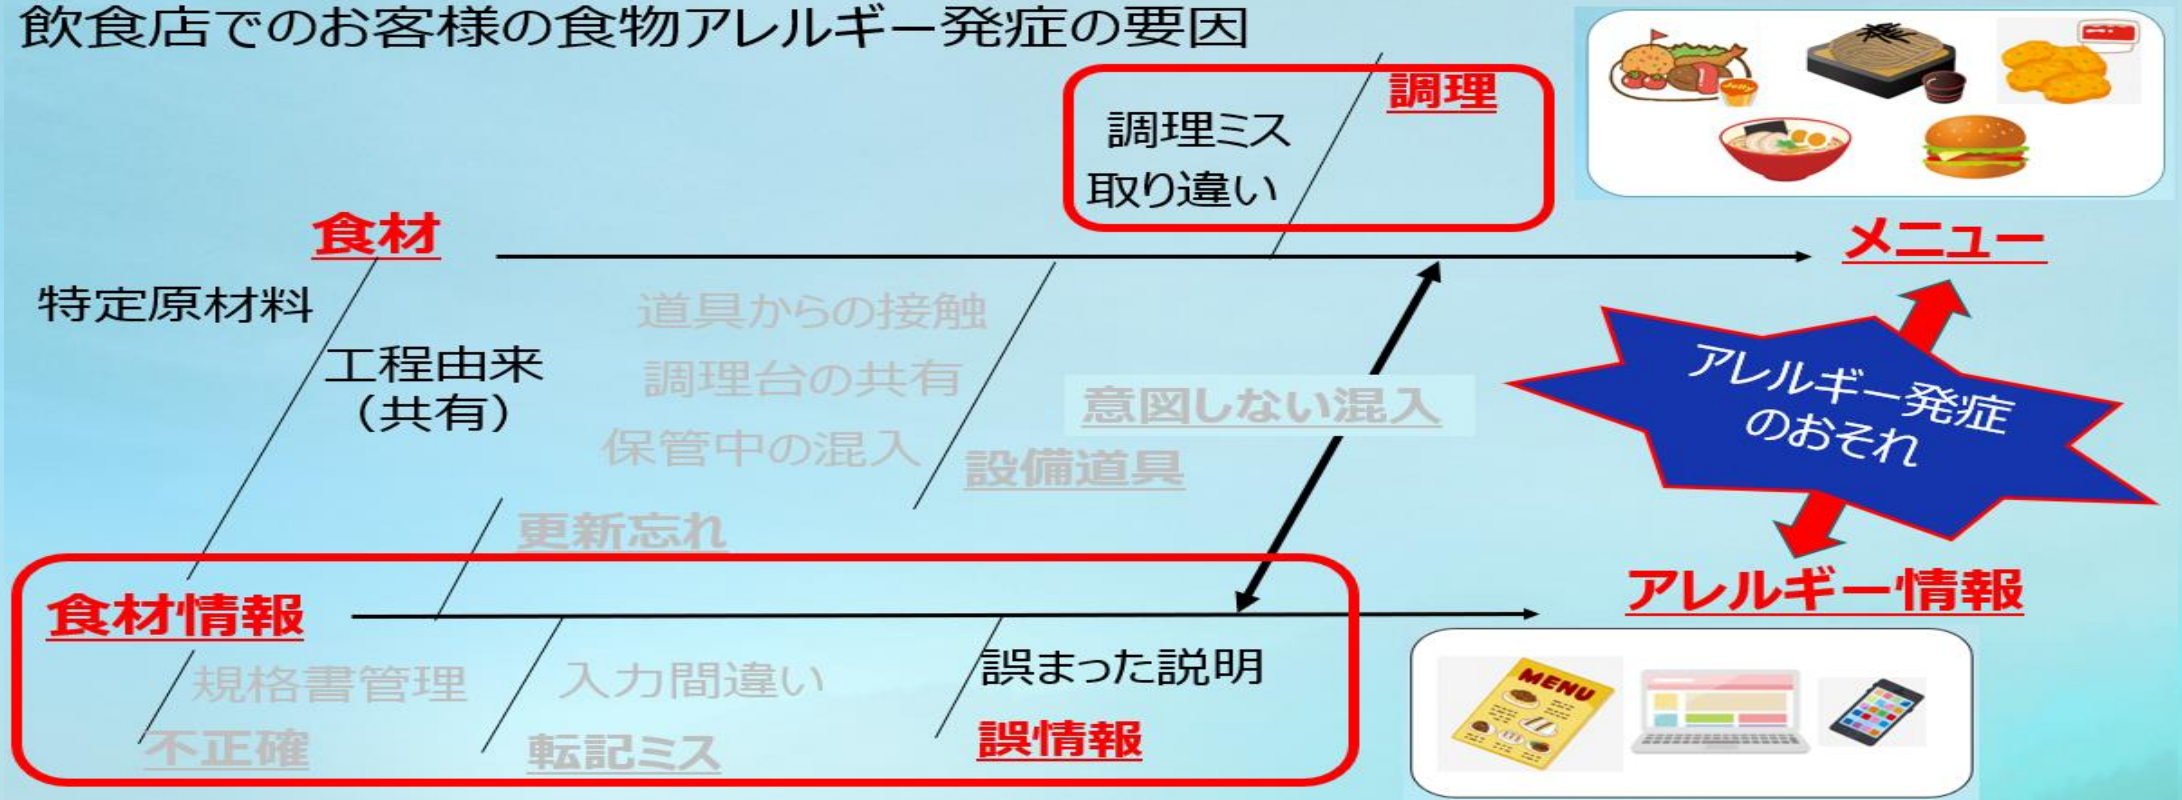 飲食店でのお客様の食物アレルギー発症の要因
調理
調理ミス
取り違い
食材
メニュー
特定原材料
工程由来
（共有）
道具からの接触
調理台の共有
保管中の混入
設備道具
意図しない混入
アレルギー発症
のおそれ
更新忘れ
食材情報
アレルギー情報
規格書管理
不正確
入力間違い
転記ミス
誤まった説明
誤情報
MENU
Jelly